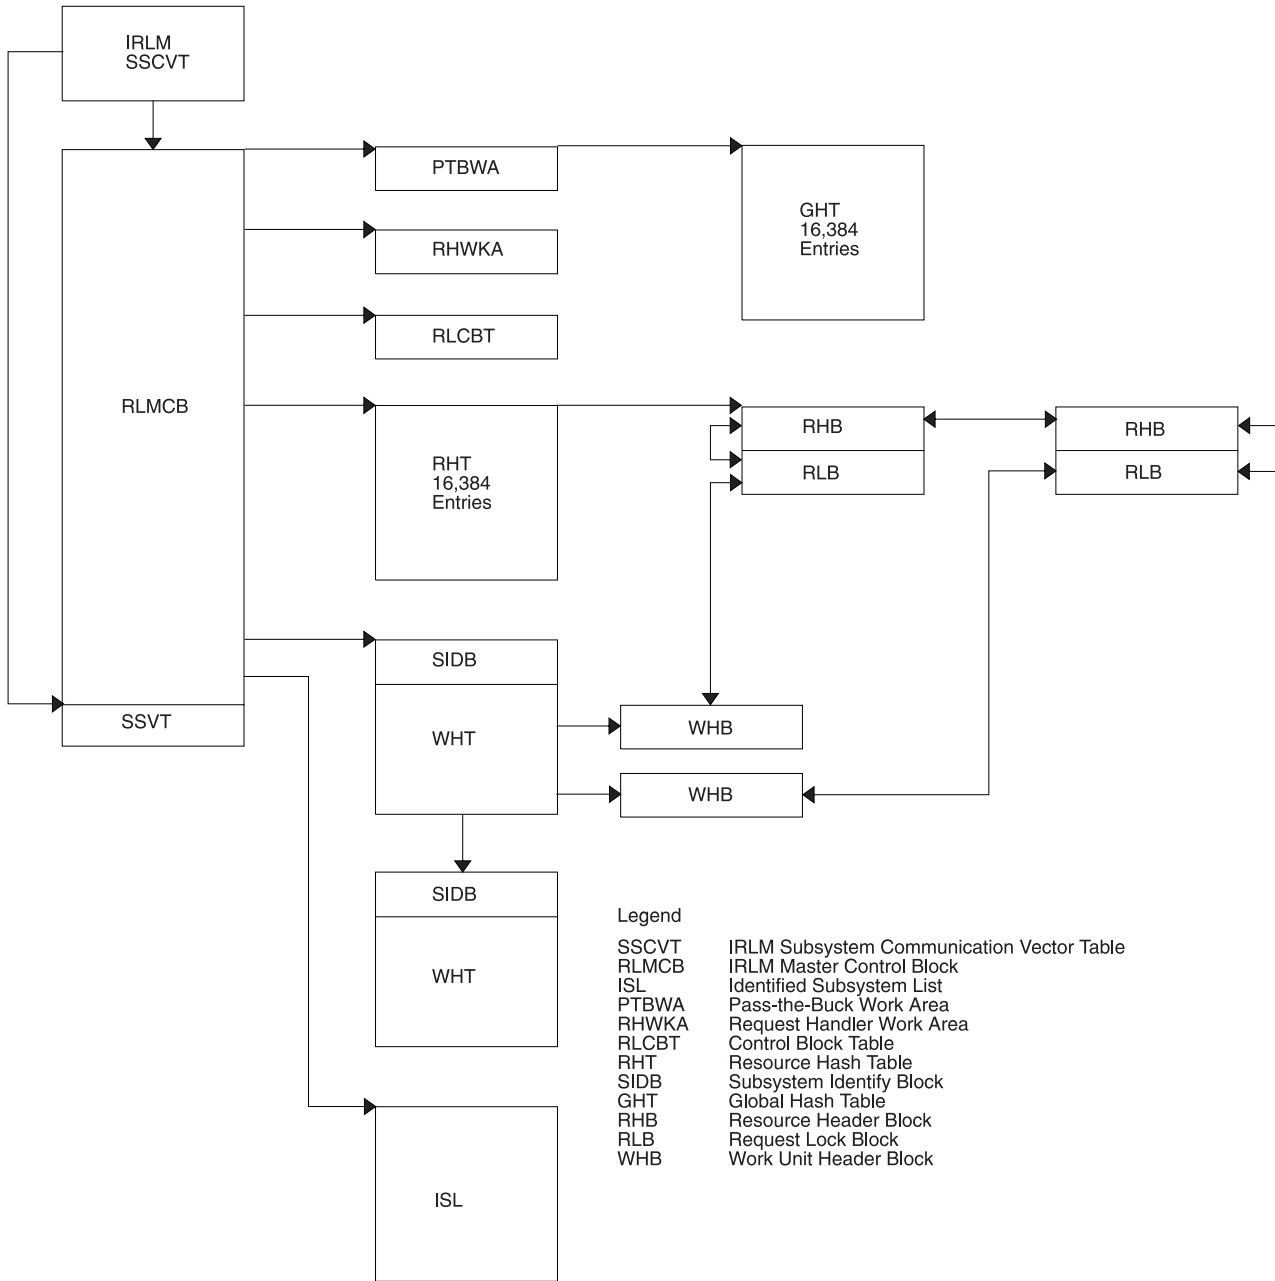 IRLM
SSCVT
PTBWA
GHT
16,384
Entries
RHWKA
RLCBT
RLMCB
RHB
RHB
RHT
16,384
Entries
RLB
RLB
SIDB
SSVT
WHT
WHB
WHB
SIDB
WHT
Legend
SSCVT IRLM Subsystem Communication Vector Table
RLMCB IRLM Master Control Block
ISL Identified Subsystem List
PTBWA Pass-the-Buck Work Area
RHWKA Request Handler Work Area
RLCBT Control Block Table
RHT Resource Hash Table
SIDB Subsystem Identify Block
GHT Global Hash Table
RHB Resource Header Block
RLB Request Lock Block
WHB Work Unit Header Block
ISL